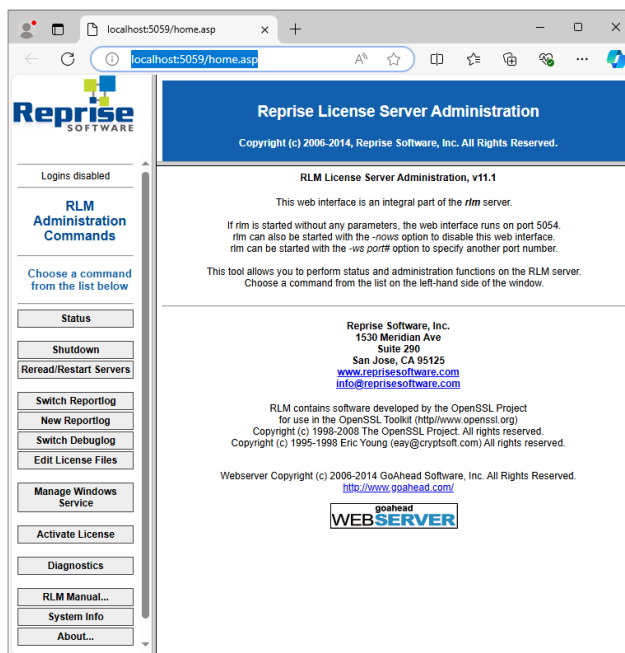 localhost:5059/home.asp
localhost:5059/home.asp
Reprise
SOFTWARE
Logins disabled
RLM
Administration
Commands
Choose a command
from the list below
Status
Shutdown
Reread/Restart Servers
Switch Reportlog
New Reportlog
Switch Debuglog
Edit License Files
Manage Windows
Service
Activate License
Diagnostics
RLM Manual...
System Info
About...
Reprise License Server Administration
Copyright (c) 2006-2014, Reprise Software, Inc. All Rights Reserved.
RLM License Server Administration, v11.1
This web interface is an integral part of the rlm server.
If rlm is started without any parameters, the web interface runs on port 5054.
rlm can also be started with the -nows option to disable this web interface.
rlm can be started with the -ws port# option to specify another port number.
This tool allows you to perform status and administration functions on the RLM server.
Choose a command from the list on the left-hand side of the window.
Reprise Software, Inc.
1530 Meridian Ave
Suite 290
San Jose, CA 95125
www.reprisesoftware.com
info@reprisesoftware.com
RLM contains software developed by the OpenSSL Project
for use in the OpenSSL Toolkit (http//www.openssl.org)
Copyright (c) 1998-2008 The OpenSSL Project. All rights reserved.
Copyright (c) 1995-1998 Eric Young (eay@cryptsoft.com) All rights reserved.
Webserver Copyright (c) 2006-2014 GoAhead Software, Inc. All Rights Reserved.
http://www.goahead.com/
goahead
WEBSERVER